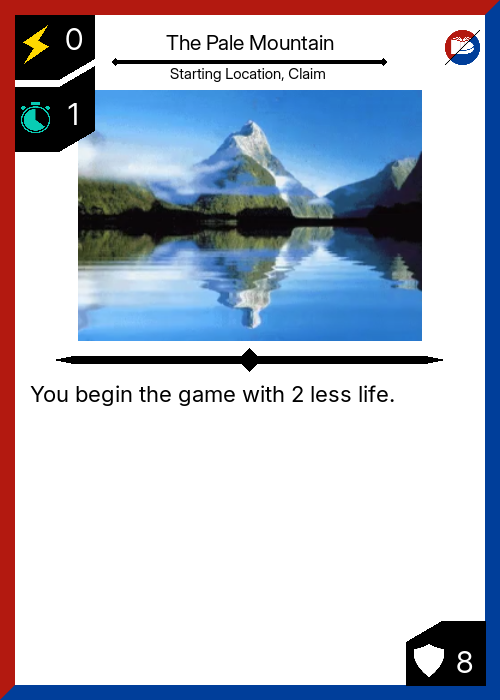 0
The Pale Mountain
Starting Location, Claim
1
You begin the game with 2 less life.
8